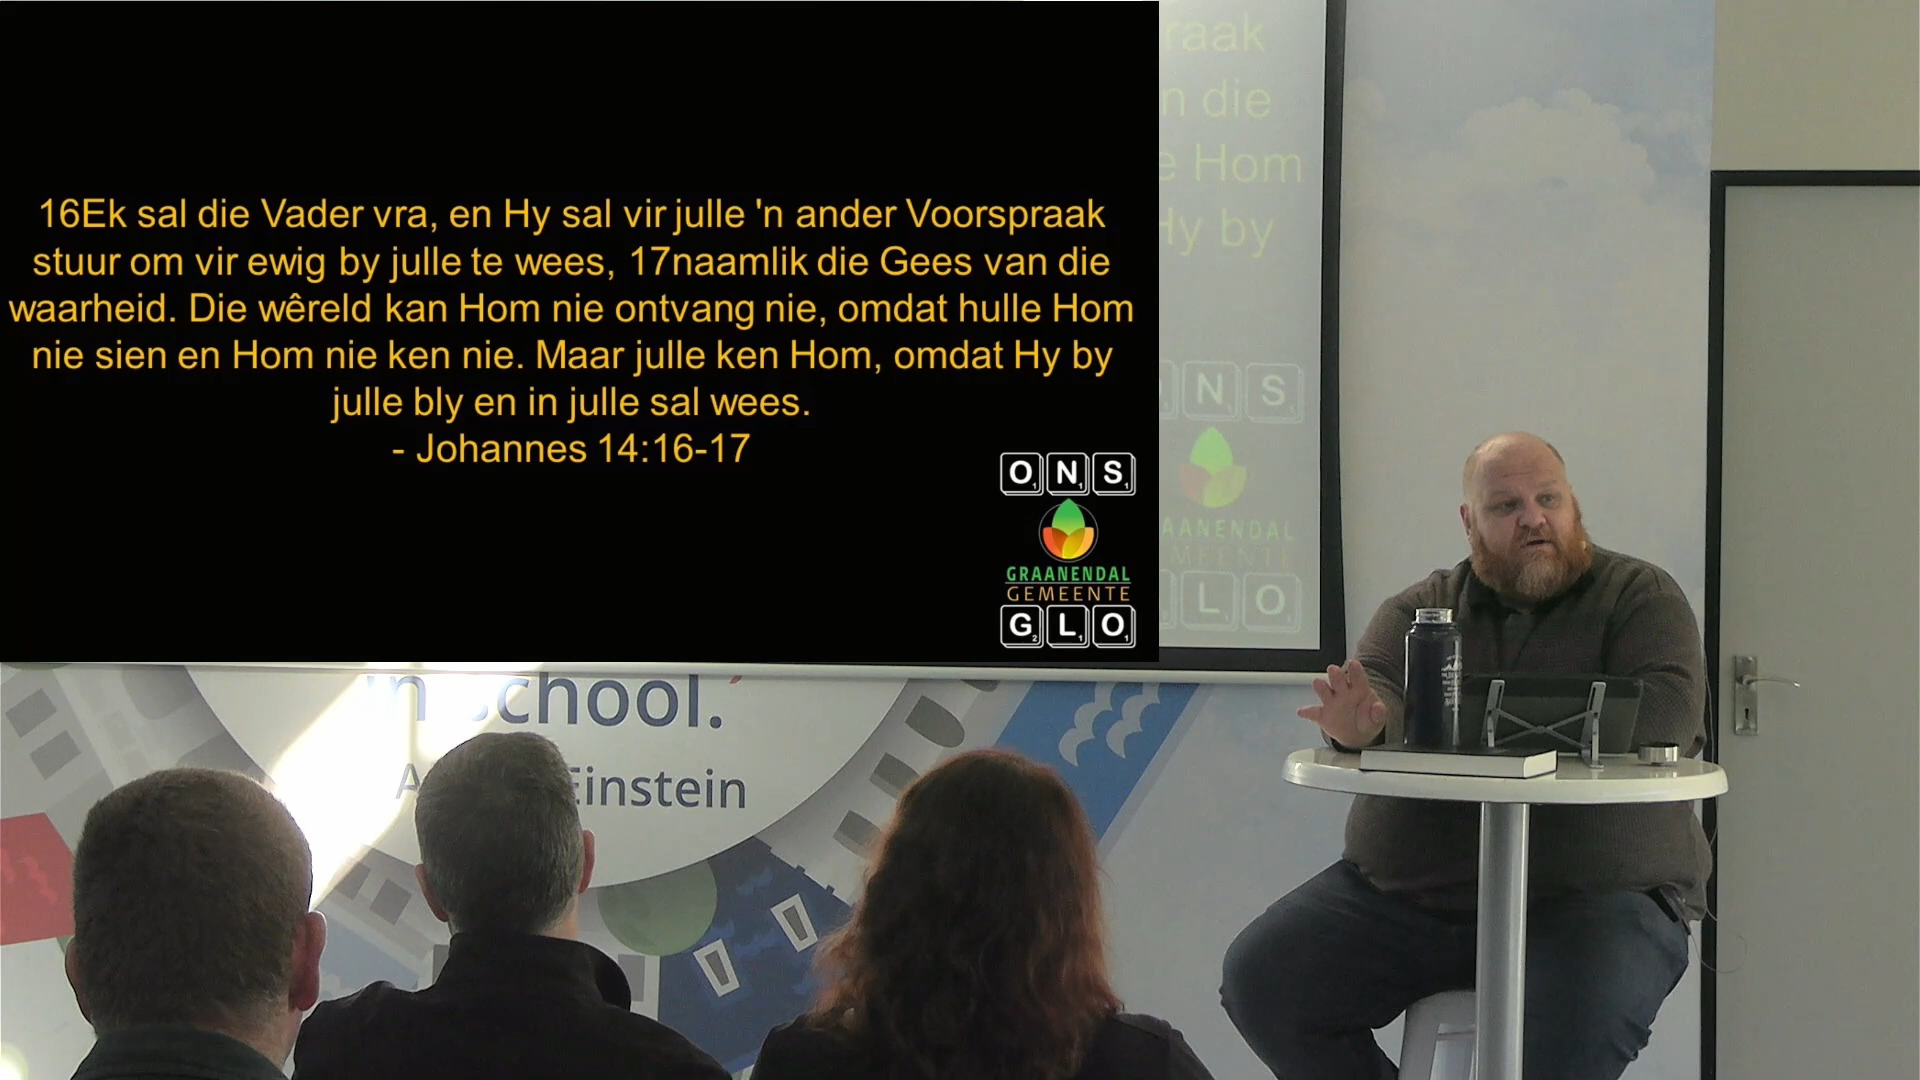 16Ek sal die Vader vra, en Hy sal vir julle 'n ander Voorspraak
stuur om vir ewig by julle te wees, 17naamlik die Gees van die
waarheid. Die wêreld kan Hom nie ontvang nie, omdat hulle Hom
nie sien en Hom nie ken nie. Maar julle ken Hom, omdat Hy by
julle bly en in julle sal wees.
- Johannes 14:16-17
ONS
GRAANENDAL
GEMEENTE
GLO
raak
n die
e Hom
Hy by
NS
AANENDAL
MEENTE
LO
in school.
Einstein